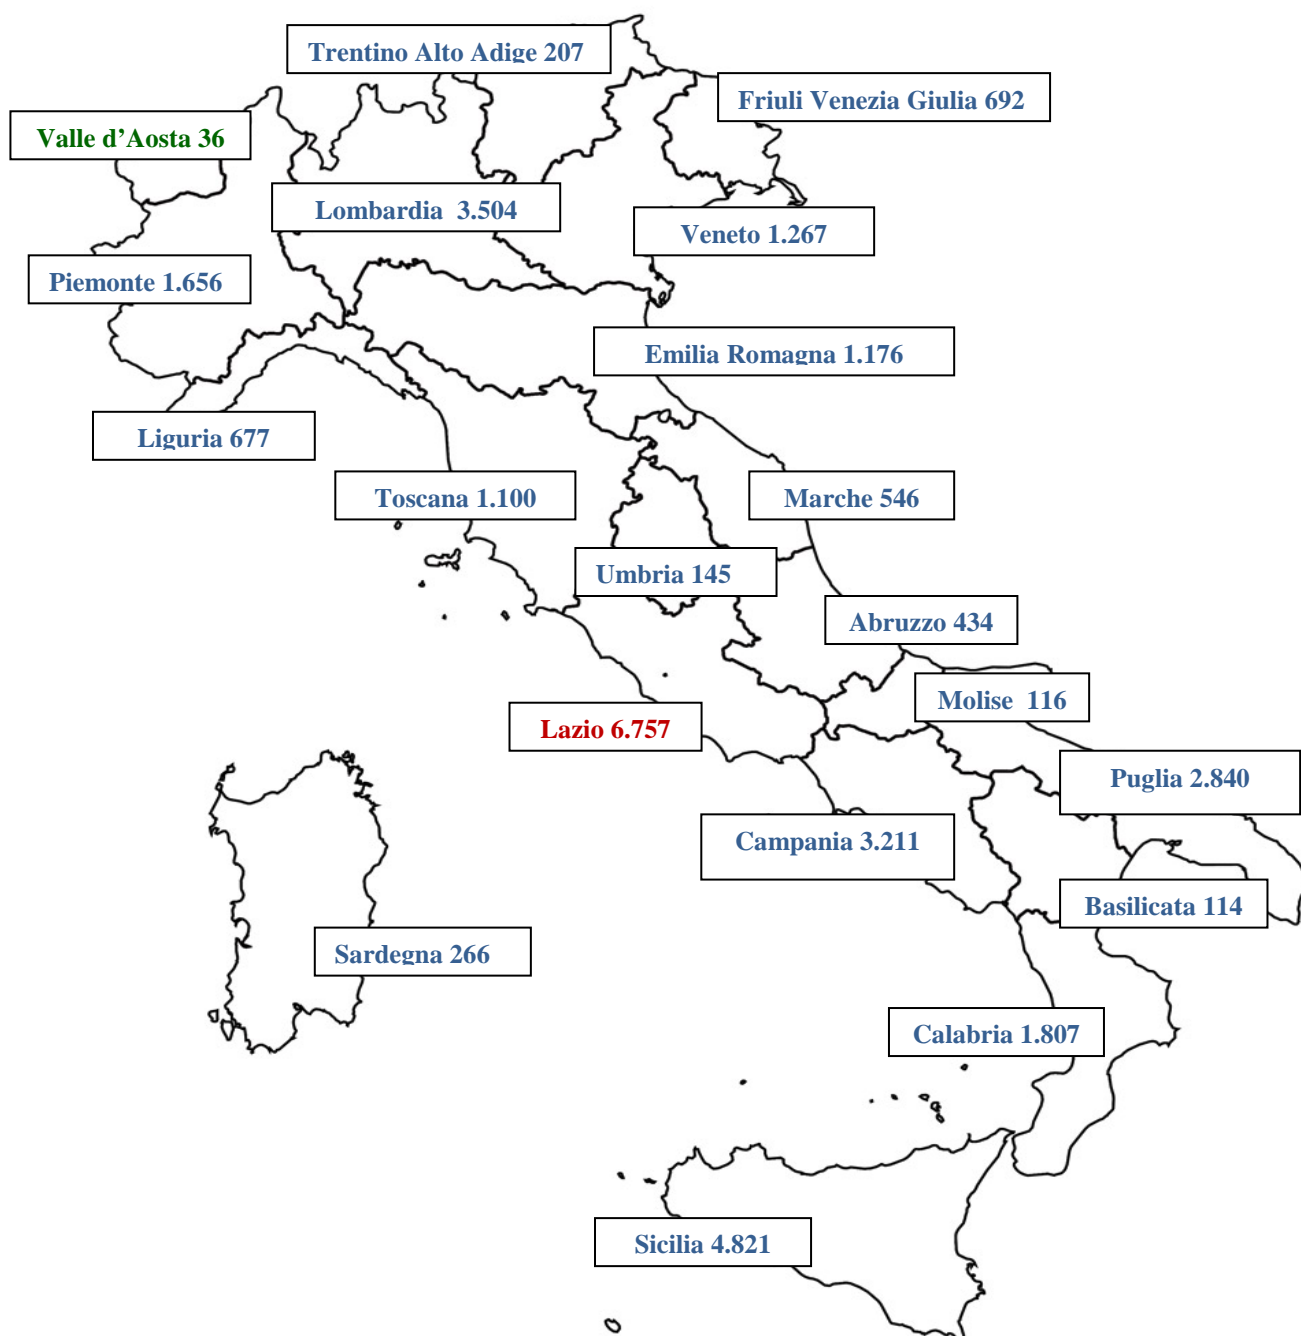 Trentino Alto Adige 207
Friuli Venezia Giulia 692
Valle d’Aosta 36
Lombardia  3.504
Veneto 1.267
Piemonte 1.656
Emilia Romagna 1.176
Liguria 677
Toscana 1.100
Marche 546
Umbria 145
Abruzzo 434
Molise  116
Lazio 6.757
Puglia 2.840
Campania 3.211
Basilicata 114
Sardegna 266
Calabria 1.807
Sicilia 4.821